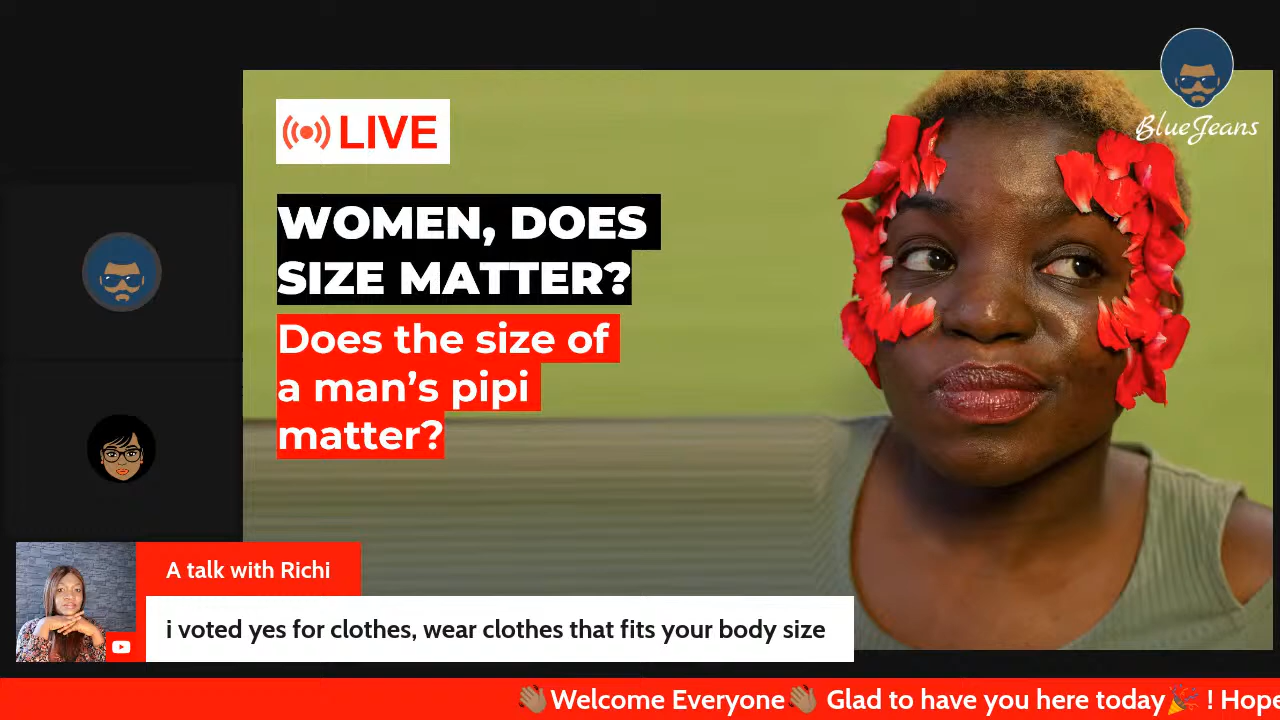 BlueJeans
LIVE
WOMEN, DOES
SIZE MATTER?
Does the size of
a man’s pipi
matter?
A talk with Richi
i voted yes for clothes, wear clothes that fits your body size
👋🏽Welcome Everyone👋🏽 Glad to have you here today🎉 ! Hope